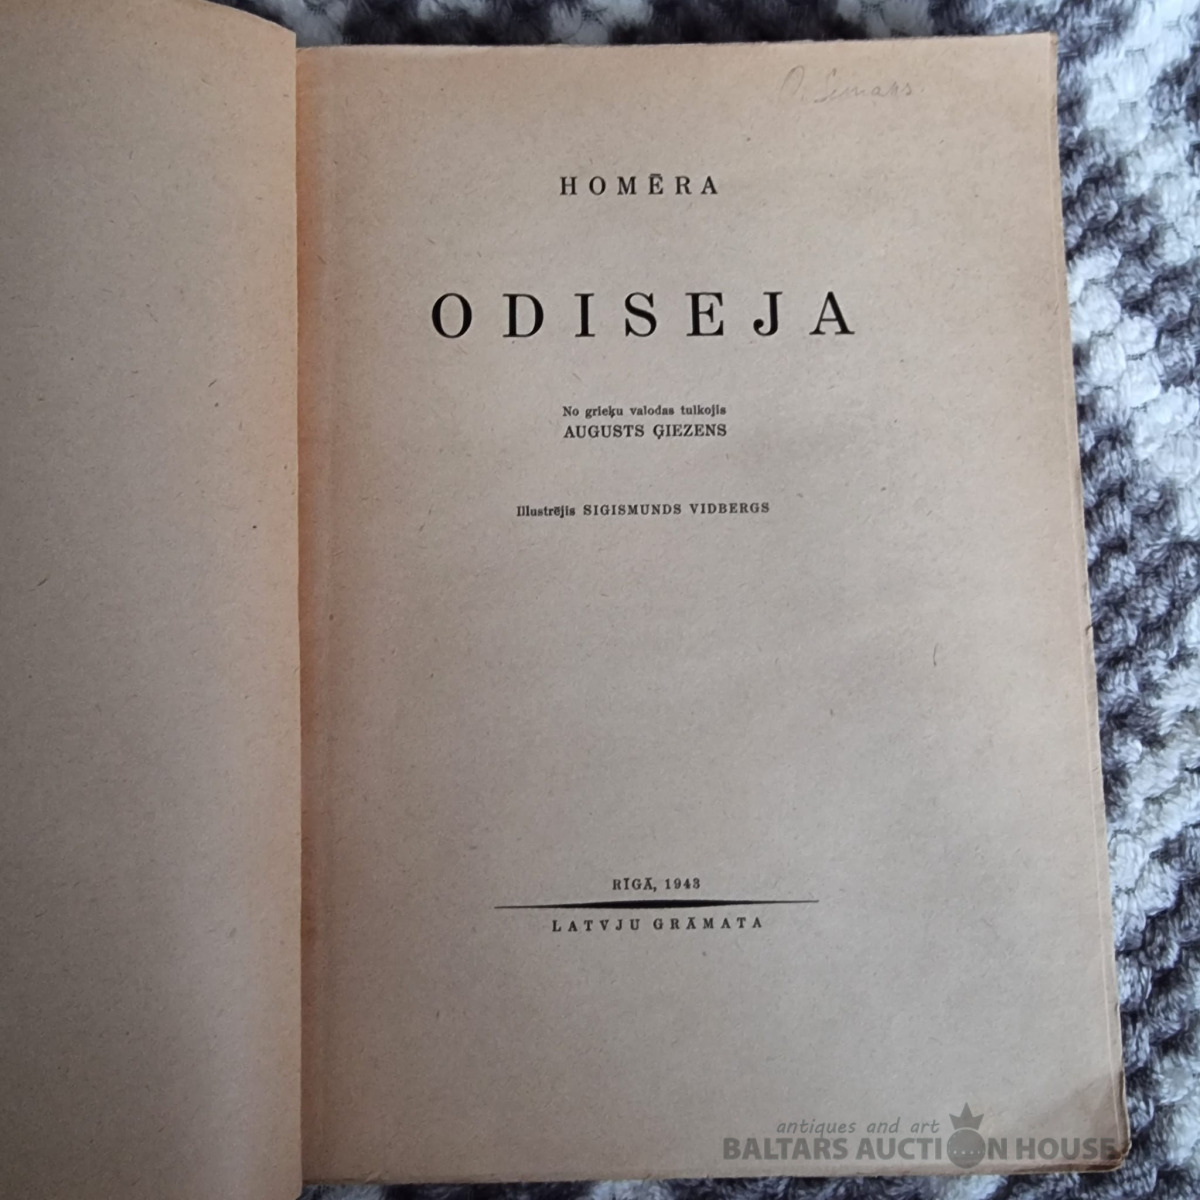 HOMĒRA
ODISEJA
No grieķu valodas tulkojis
AUGUSTS ĢIEZENS
Illustrējis SIGISMUNDS VIDBERGS
RĪGĀ, 1943
LATVJU GRĀMATA
antiques and art
BALTARS AUCTION HOUSE